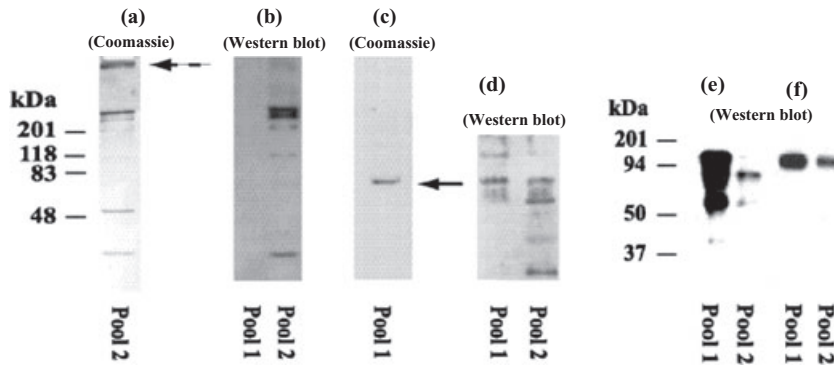 (a)
(Coomassie)
(b)
(Western blot)
(c)
(Coomassie)
(d)
(Western blot)
(e)
(f)
(Western blot)
kDa
201
118
83
48
kDa
201
94
50
37
Pool 2
Pool 1
Pool 2
Pool 1
Pool 1
Pool 2
Pool 1
Pool 2
Pool 1
Pool 2